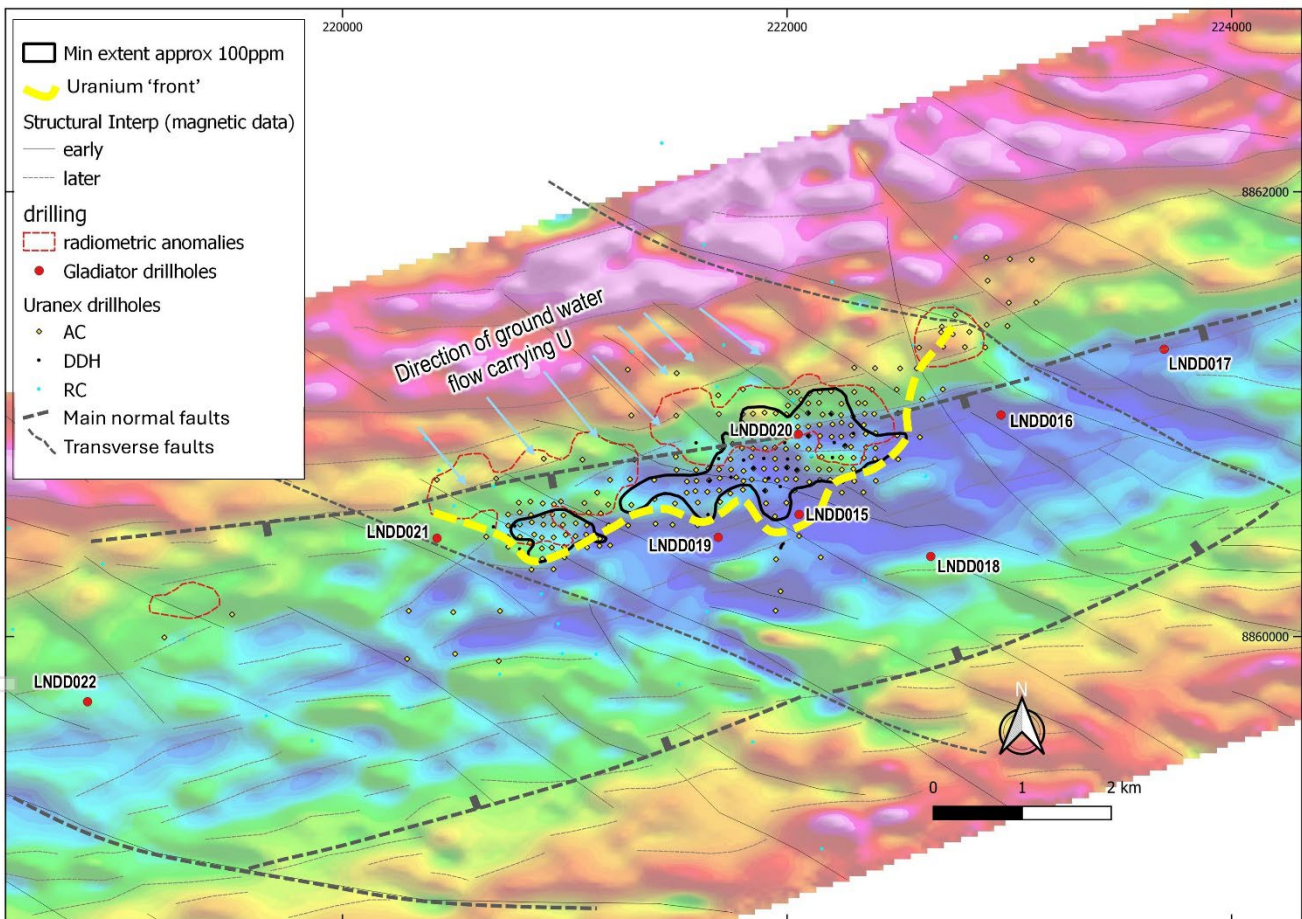 220000
222000
224000
Min extent approx 100ppm
Uranium ‘front’
Structural Interp (magnetic data)
early
later
drilling
radiometric anomalies
Gladiator drillholes
Uranex drillholes
AC
DDH
RC
Main normal faults
Transverse faults
8862000
Direction of ground water
flow carrying U
LNDD017
LNDD016
LNDD020
LNDD015
LNDD021
LNDD019
LNDD018
8860000
LNDD022
N
0 1 2 km